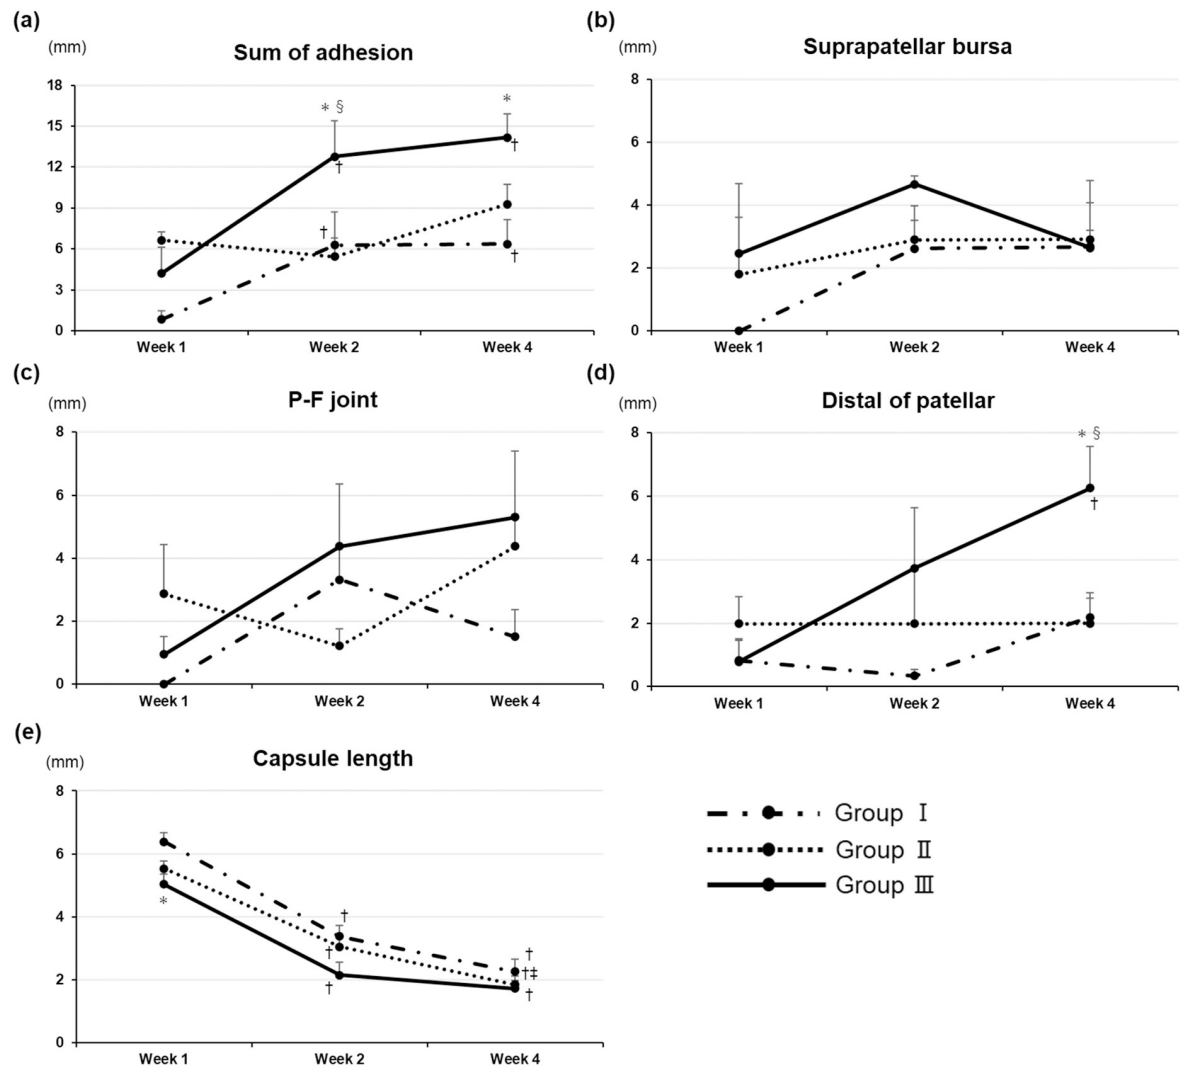 (a)
(mm)
Sum of adhesion
18
15
12
9
6
3
0
* §
*
†
†
†
†
Week 1
Week 2
Week 4
(b)
(mm)
Suprapatellar bursa
8
6
4
2
0
Week 1
Week 2
Week 4
(c)
(mm)
P-F joint
8
6
4
2
0
Week 1
Week 2
Week 4
(d)
(mm)
Distal of patellar
8
6
4
2
0
* §
†
Week 1
Week 2
Week 4
(e)
(mm)
Capsule length
8
6
4
2
0
*
†
†
†
†
†‡
†
Week 1
Week 2
Week 4
Group Ⅰ
Group Ⅱ
Group Ⅲ